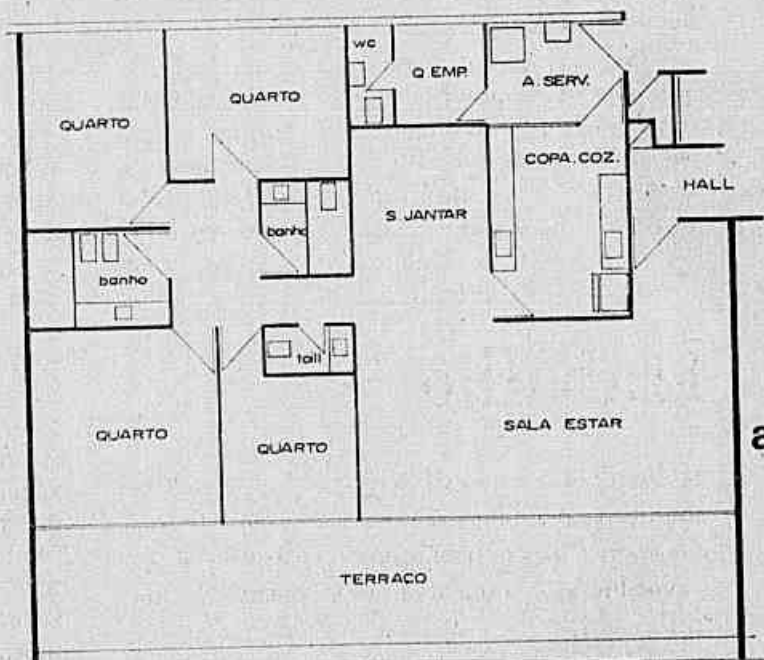 wc
Q. EMP.
A. SERV.
QUARTO
QUARTO
COPA. COZ.
HALL
S. JANTAR
banho
banho
toil
QUARTO
QUARTO
SALA ESTAR
a
TERRACO